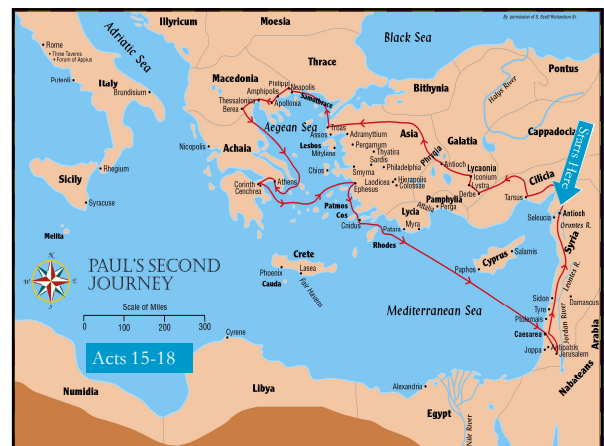 By permission of S. Scott Richardson Sr.
Illyricum
Moesia
Black Sea
Adriatic Sea
Rome
Three Taverns
Forum of Appius
Italy
Puteoli
Brundisium
Thrace
Macedonia
Philippi
Neapolis
Amphipolis
Thessalonica
Apollonia
Berea
Samothrace
Bithynia
Pontus
Halys River
Aegean Sea
Troas
Assos
Adramyttium
Asia
Galatia
Cappadocia
Starts Here
Nicopolis
Achaia
Lesbos
Mitylene
Pergamum
Thyatira
Sardis
Philadelphia
Phrygia
Antioch
Lycaonia
Iconium
Lystra
Derbe
Cilicia
Tarsus
Rhegium
Sicily
Syracuse
Chios
Smyrna
Corinth
Cenchrea
Athens
Laodicea
Hierapolis
Colossae
Ephesus
Pamphylia
Attalia
Perga
Patmos
Cos
Cnidus
Lycia
Patara
Myra
Seleucia
Antioch
Orontes R.
Melita
Rhodes
Syria
Cyprus
Salamis
Paphos
Crete
Phoenix
Lasea
Cauda
Fair Havens
N
W
E
S
PAUL'S SECOND
JOURNEY
Scale of Miles
0
100
200
300
Acts 15-18
Mediterranean Sea
Leontes R.
Sidon
Tyre
Damascus
Ptolemais
Jordan River
Caesarea
Antipatris
Joppa
Jerusalem
Arabia
Nabateans
Cyrene
Numidia
Libya
Alexandria
Egypt
Nile River